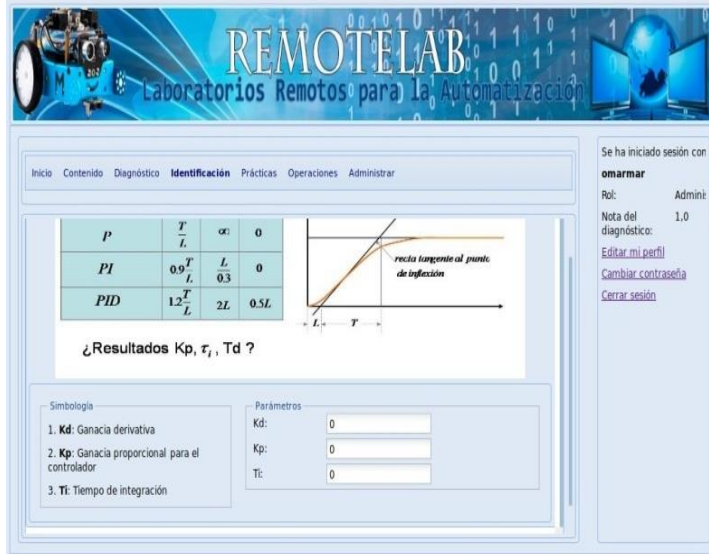 REMOTELAB
Laboratorios Remotos para la Automatización
Inicio Contenido Diagnóstico Identificación Prácticas Operaciones Administrar
P T/L ∞ 0
PI 0.9 T/L L/0.3 0
PID 1.2 T/L 2L 0.5L
recta tangente al punto
de inflexión
L T
¿Resultados Kp, τi, Td ?
Simbología
1. Kd: Ganacia derivativa
2. Kp: Ganacia proporcional para el
controlador
3. Ti: Tiempo de integración
Parámetros
Kd: 0
Kp: 0
Ti: 0
Se ha iniciado sesión con
omarmar
Rol: Adminis
Nota del 1.0
diagnóstico:
Editar mi perfil
Cambiar contraseña
Cerrar sesión